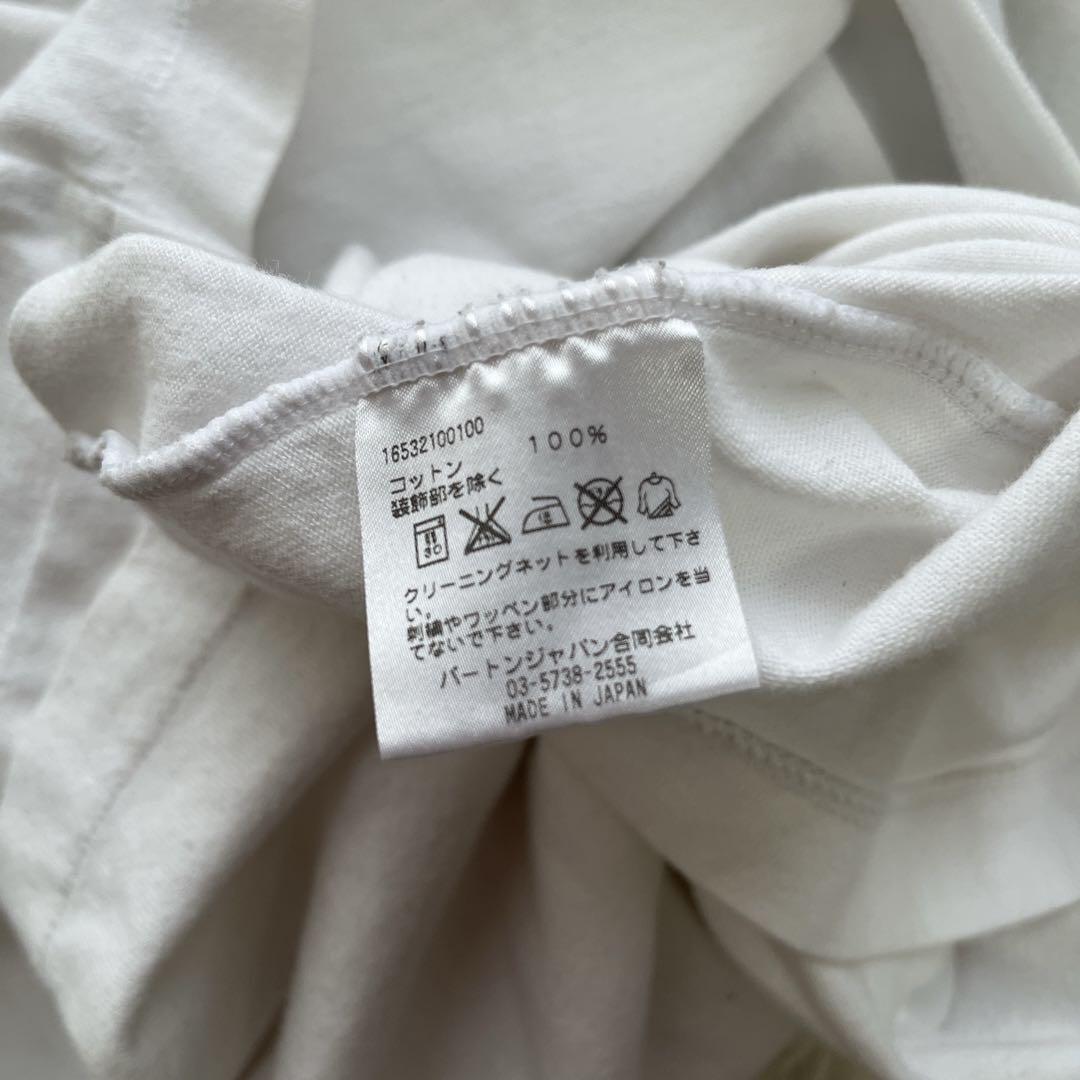 16532100100
コットン 100%
装飾部を除く
30 中
クリーニングネットを利用して下さ
い。
刺繍やワッペン部分にアイロンを当
てないで下さい。
バートンジャパン合同会社
03-5738-2555
MADE IN JAPAN